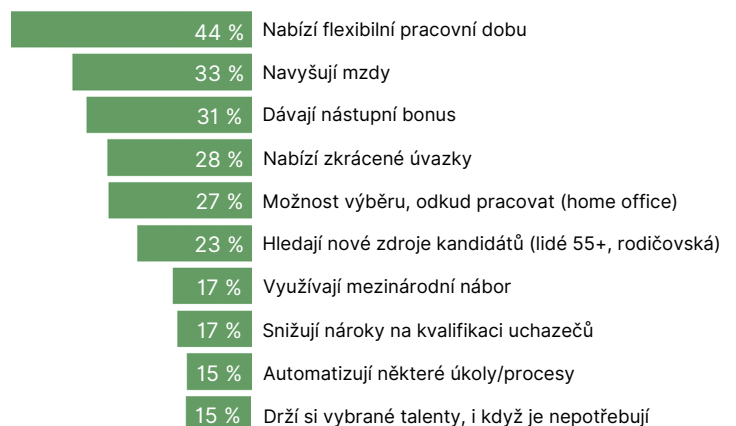 44 % Nabízí flexibilní pracovní dobu
33 % Navyšují mzdy
31 % Dávají nástupní bonus
28 % Nabízí zkrácené úvazky
27 % Možnost výběru, odkud pracovat (home office)
23 % Hledají nové zdroje kandidátů (lidé 55+, rodičovská)
17 % Využívají mezinárodní nábor
17 % Snižují nároky na kvalifikaci uchazečů
15 % Automatizují některé úkoly/procesy
15 % Drží si vybrané talenty, i když je nepotřebují